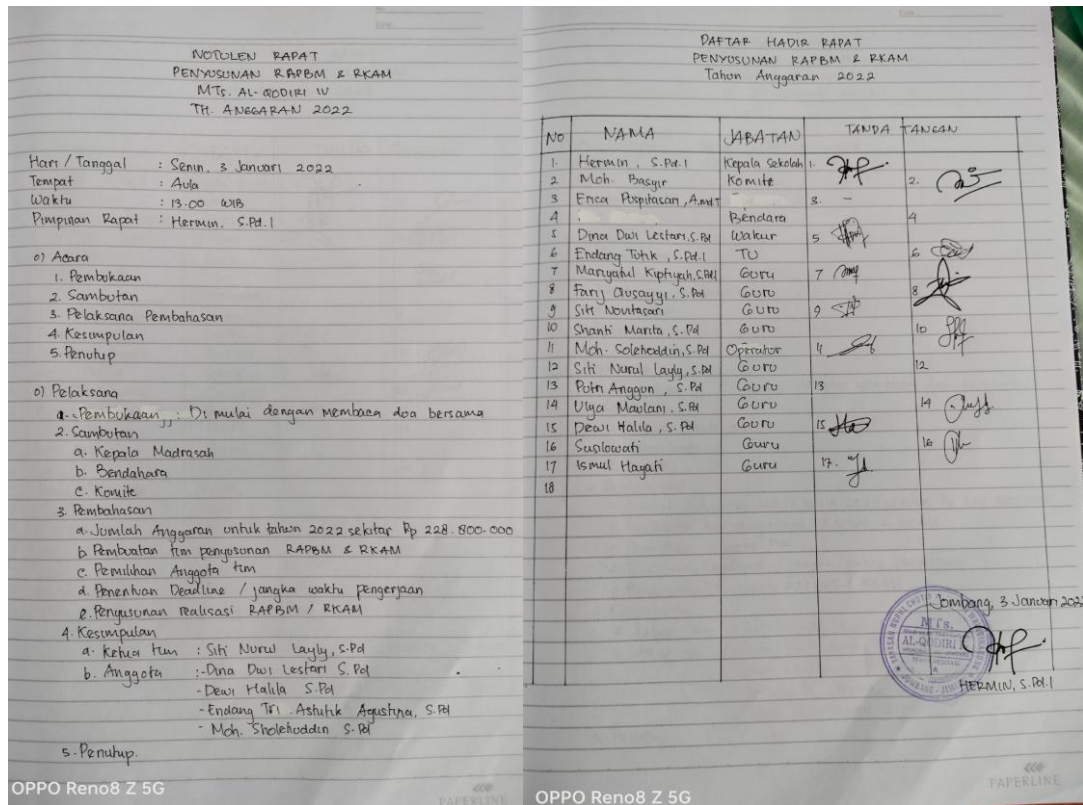 NOTULEN RAPAT
PENYUSUNAN RAPBM & RKAM
MTs. AL-QODIRI IV
TH. ANGGARAN 2022
Hari / Tanggal : Senin, 3 Januari 2022
Tempat : Aula
Waktu : 13.00 WIB
Pimpinan Rapat : Hermin, S.Pd.I
o) Acara
1. Pembukaan
2. Sambutan
3. Pelaksana Pembahasan
4. Kesimpulan
5. Penutup
o) Pelaksana
1. Pembukaan : Di mulai dengan membaca doa bersama
2. Sambutan
a. Kepala Madrasah
b. Bendahara
c. Komite
3. Pembahasan
a. Jumlah Anggaran untuk tahun 2022 sekitar Rp 228.800.000
b. Pembuatan tim penyusunan RAPBM & RKAM
c. Pemilihan Anggota tim
d. Penentuan Deadline / jangka waktu pengerjaan
e. Penyusunan realisasi RAPBM / RKAM
4. Kesimpulan
a. Ketua tim : Siti Nurul Layly, S.Pd
b. Anggota : - Dina Dwi Lestari S.Pd
- Dewi Halila S.Pd
- Endang Tri Astutik Agustina, S.Pd
- Moh. Sholehuddin S.Pd
5. Penutup.
OPPO Reno8 Z 5G
PAPERLINE
DAFTAR HADIR RAPAT
PENYUSUNAN RAPBM & RKAM
Tahun Anggaran 2022
NO NAMA JABATAN TANDA TANGAN
1. Hermin, S.Pd.I Kepala Sekolah 1.
2 Moh. Basyir Komite 2.
3 Erica Puspitasari, A.md.T 3. -
4 Bendara 4
5 Dina Dwi Lestari, S.Pd Wakur 5
6 Endang Totik, S.Pd.I TU 6
7 Mariyatul Kiptiyah, S.Pd.I Guru 7
8 Farij Qusayyi, S.Pd Guru 8
9 Siti Novitasari Guru 9
10 Shanti Marita, S.Pd Guru 10
11 Moh. Soleheddin, S.Pd Operator 11
12 Siti Nurul Layly, S.Pd Guru 12
13 Putri Anggun, S.Pd Guru 13
14 Ulya Maulani, S.Pd Guru 14
15 Dewi Halila, S.Pd Guru 15
16 Susilowati Guru 16
17 Ismul Hayati Guru 17.
18
Jombang, 3 Januari 2022
MTs.
AL-QODIRI
HERMIN, S.Pd.I
PAPERLINE
OPPO Reno8 Z 5G